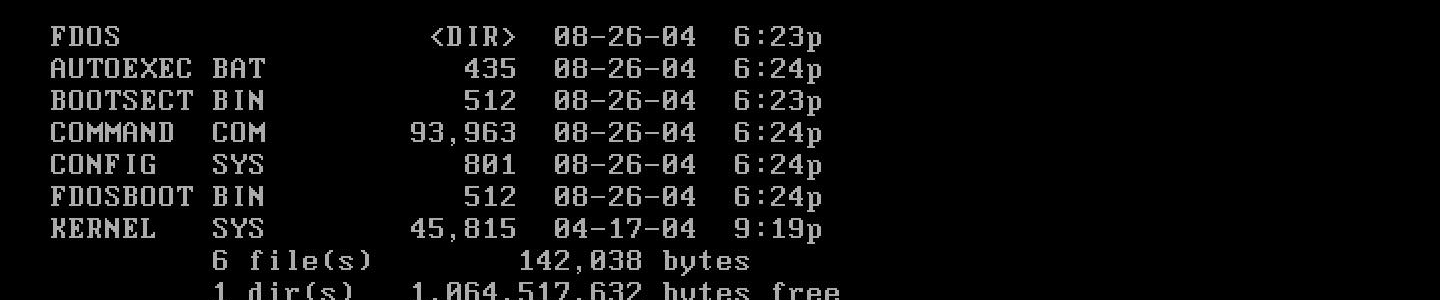 FDOS <DIR> 08-26-04 6:23p
AUTOEXEC BAT 435 08-26-04 6:24p
BOOTSECT BIN 512 08-26-04 6:23p
COMMAND COM 93,963 08-26-04 6:24p
CONFIG SYS 801 08-26-04 6:24p
FDOSBOOT BIN 512 08-26-04 6:24p
KERNEL SYS 45,815 04-17-04 9:19p
6 file(s) 142,038 bytes
1 dir(s) 1,064,517,632 bytes free